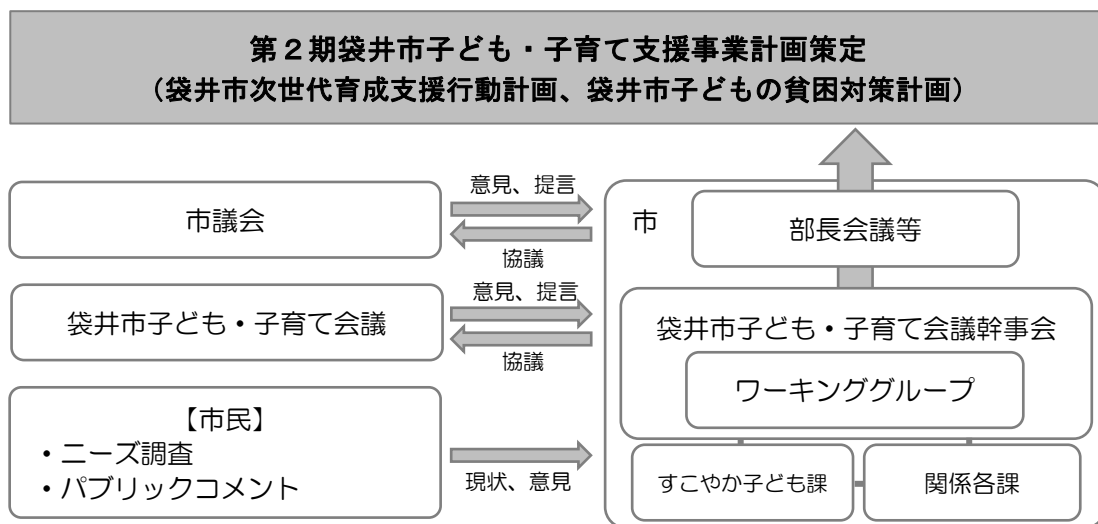 第2期袋井市子ども・子育て支援事業計画策定
（袋井市次世代育成支援行動計画、袋井市子どもの貧困対策計画）
市議会
意見、提言
協議
袋井市子ども・子育て会議
意見、提言
協議
【市民】
・ニーズ調査
・パブリックコメント
現状、意見
市
部長会議等
袋井市子ども・子育て会議幹事会
ワーキンググループ
すこやか子ども課
関係各課